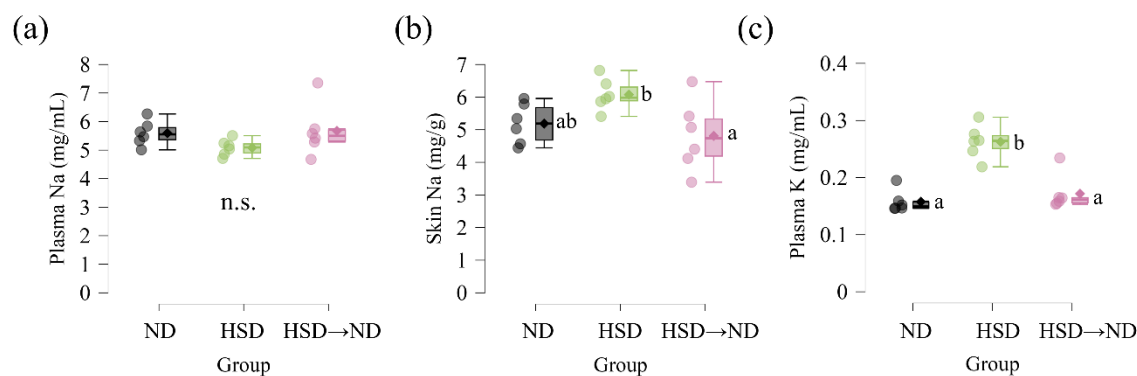 (a)
Plasma Na (mg/mL)
8
7
6
5
4
3
2
1
0
n.s.
ND HSD HSD→ND
Group
(b)
Skin Na (mg/g)
7
6
5
4
3
2
1
0
ab
b
a
ND HSD HSD→ND
Group
(c)
Plasma K (mg/mL)
0.4
0.3
0.2
0.1
0
a
b
a
ND HSD HSD→ND
Group